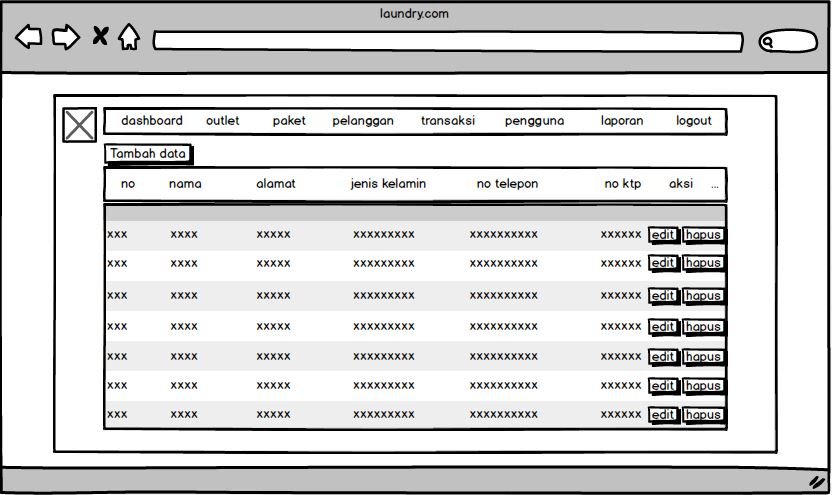 laundry.com
dashboard outlet paket pelanggan transaksi pengguna laporan logout
Tambah data
no nama alamat jenis kelamin no telepon no ktp aksi ...
xxx xxxx xxxxx xxxxxxxxx xxxxxxxxxx xxxxxx edit hapus
xxx xxxx xxxxx xxxxxxxxx xxxxxxxxxx xxxxxx edit hapus
xxx xxxx xxxxx xxxxxxxxx xxxxxxxxxx xxxxxx edit hapus
xxx xxxx xxxxx xxxxxxxxx xxxxxxxxxx xxxxxx edit hapus
xxx xxxx xxxxx xxxxxxxxx xxxxxxxxxx xxxxxx edit hapus
xxx xxxx xxxxx xxxxxxxxx xxxxxxxxxx xxxxxx edit hapus
xxx xxxx xxxxx xxxxxxxxx xxxxxxxxxx xxxxxx edit hapus